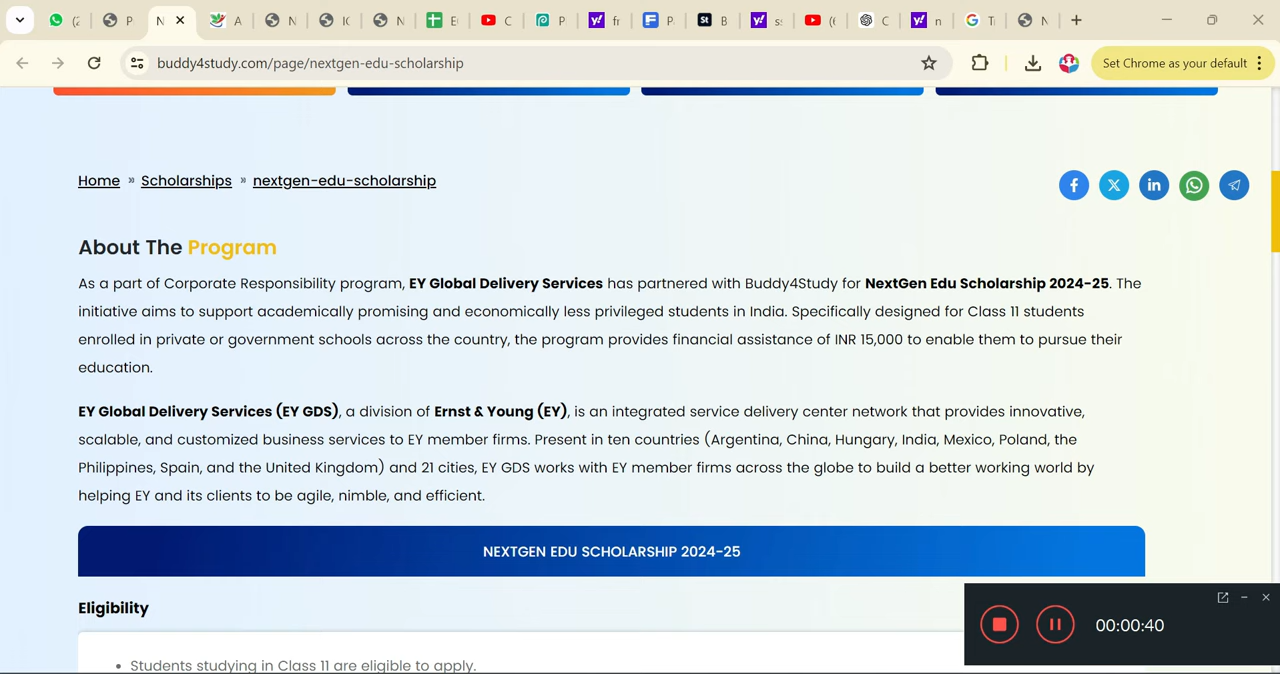 (2
P
N
A
N
IC
N
E
C
P
fr
P
B
s
(
C
n
T
N
buddy4study.com/page/nextgen-edu-scholarship
Set Chrome as your default
Home » Scholarships » nextgen-edu-scholarship
About The Program
As a part of Corporate Responsibility program, EY Global Delivery Services has partnered with Buddy4Study for NextGen Edu Scholarship 2024-25. The
initiative aims to support academically promising and economically less privileged students in India. Specifically designed for Class 11 students
enrolled in private or government schools across the country, the program provides financial assistance of INR 15,000 to enable them to pursue their
education.
EY Global Delivery Services (EY GDS), a division of Ernst & Young (EY), is an integrated service delivery center network that provides innovative,
scalable, and customized business services to EY member firms. Present in ten countries (Argentina, China, Hungary, India, Mexico, Poland, the
Philippines, Spain, and the United Kingdom) and 21 cities, EY GDS works with EY member firms across the globe to build a better working world by
helping EY and its clients to be agile, nimble, and efficient.
NEXTGEN EDU SCHOLARSHIP 2024-25
Eligibility
• Students studying in Class 11 are eligible to apply.
00:00:40